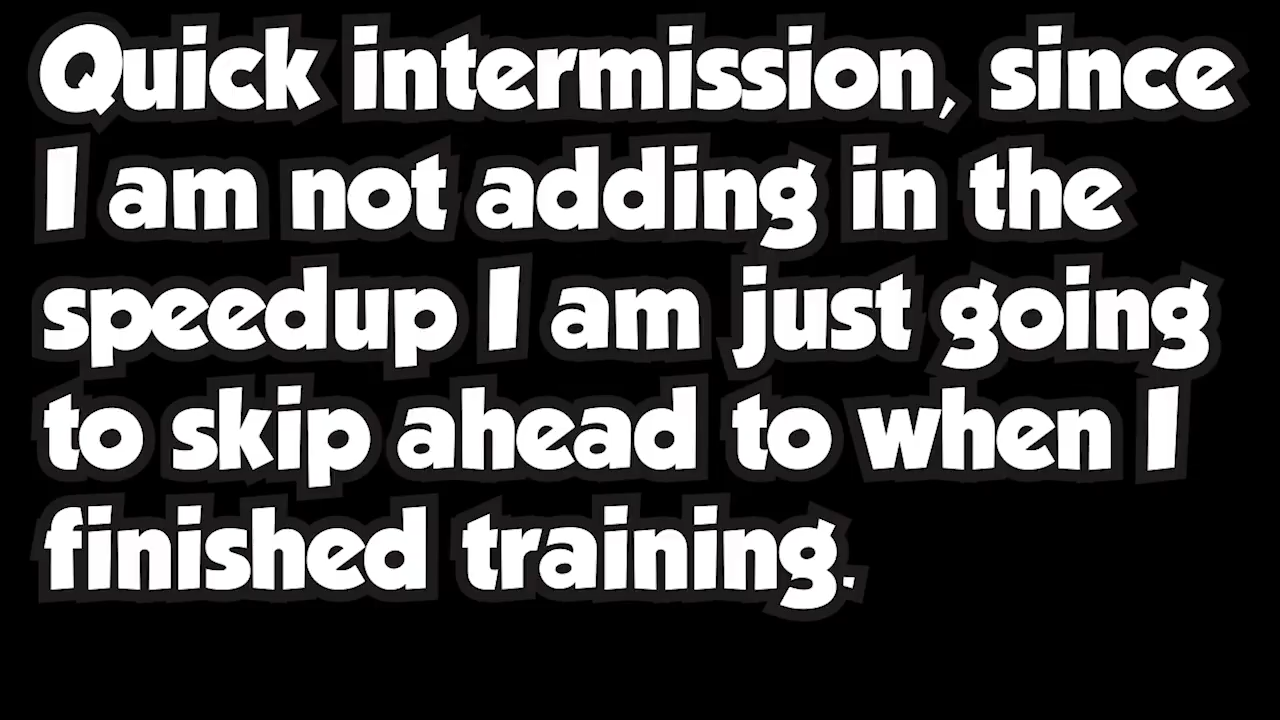 Quick intermission, since
I am not adding in the
speedup I am just going
to skip ahead to when I
finished training.